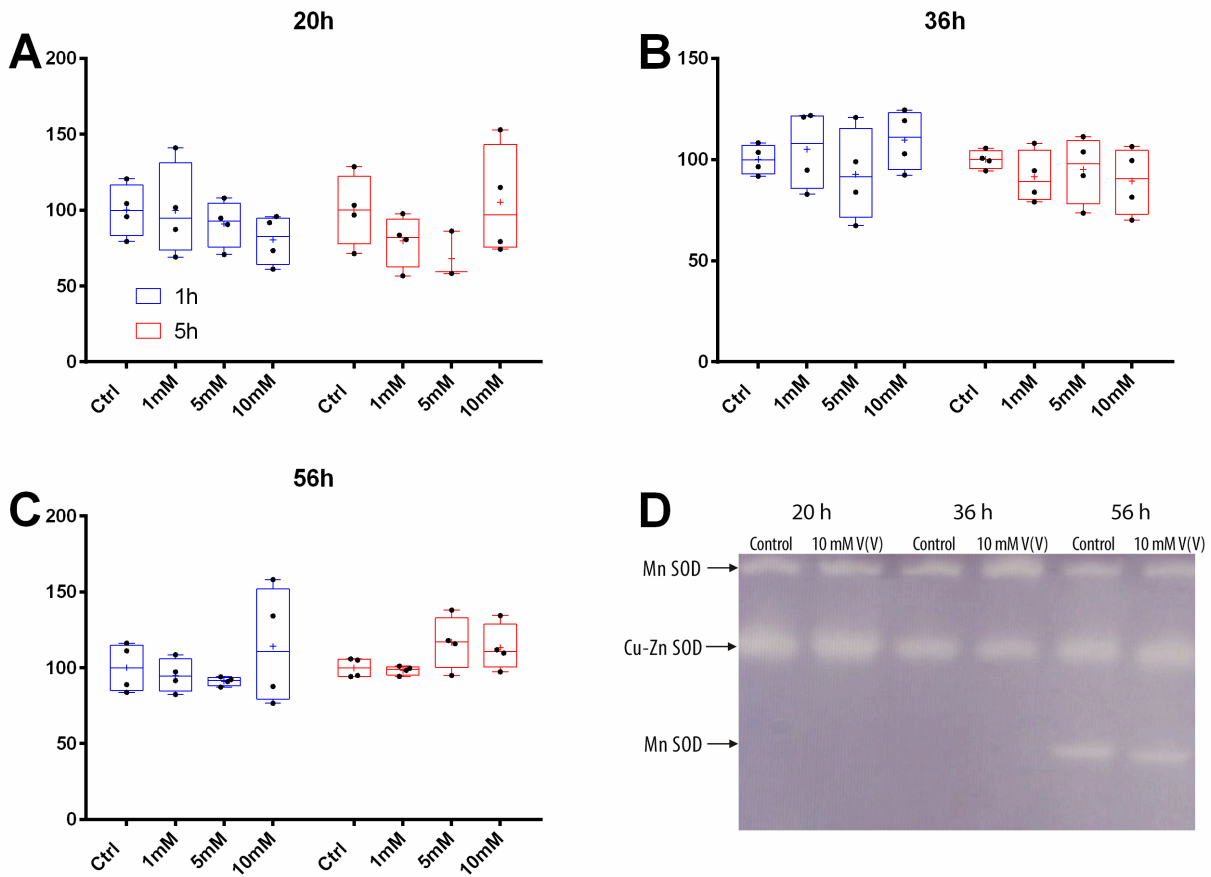 A
20h
200
150
100
50
0
1h
5h
Ctrl 1mM 5mM 10mM Ctrl 1mM 5mM 10mM
B
36h
150
100
50
0
Ctrl 1mM 5mM 10mM Ctrl 1mM 5mM 10mM
C
56h
200
150
100
50
0
Ctrl 1mM 5mM 10mM Ctrl 1mM 5mM 10mM
D
20 h 36 h 56 h
Control 10 mM V(V) Control 10 mM V(V) Control 10 mM V(V)
Mn SOD
Cu-Zn SOD
Mn SOD